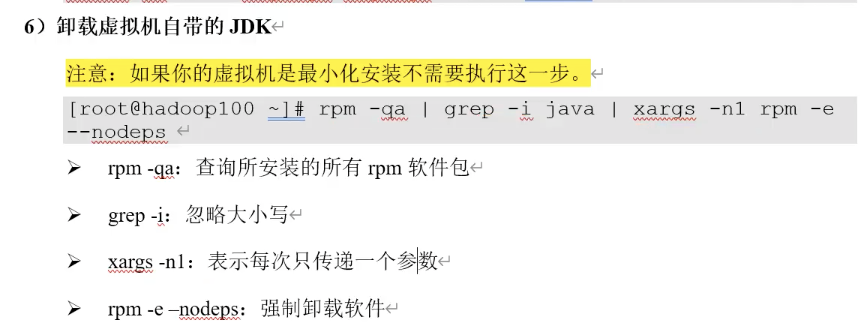 6）卸载虚拟机自带的 JDK
注意：如果你的虚拟机是最小化安装不需要执行这一步。
[root@hadoop100 ~]# rpm -qa | grep -i java | xargs -n1 rpm -e
--nodeps
➢ rpm -qa：查询所安装的所有 rpm 软件包
➢ grep -i：忽略大小写
➢ xargs -n1：表示每次只传递一个参数
➢ rpm -e –nodeps：强制卸载软件